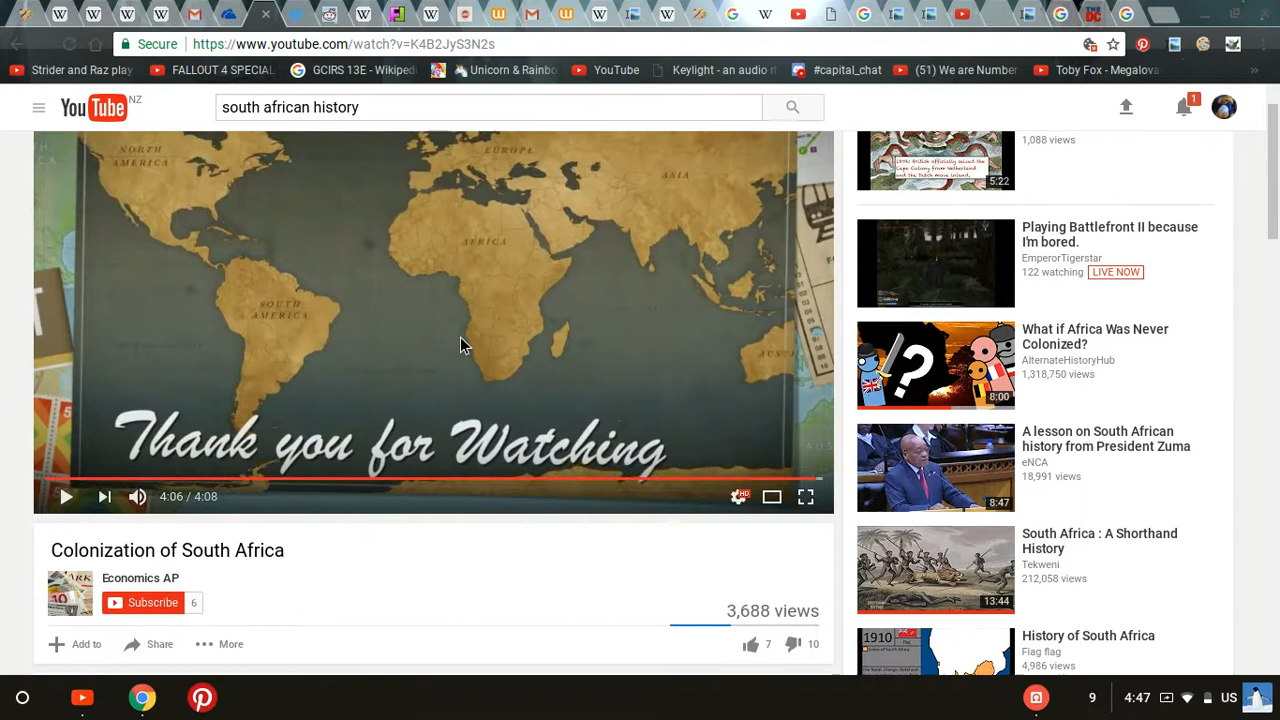 Secure https://www.youtube.com/watch?v=K4B2JyS3N2s
Strider and Raz play
FALLOUT 4 SPECIAL
GCIRS 13E - Wikiped
Unicorn & Rainbo
YouTube
Keylight - an audio r
#capital_chat
(51) We are Number
Toby Fox - Megalova
YouTube NZ
south african history
1
NORTH AMERICA
EUROPE
ASIA
AFRICA
SOUTH AMERICA
Thank you for Watching
4:06 / 4:08
HD
Colonization of South Africa
Economics AP
Subscribe 6
3,688 views
Add to
Share
More
7
10
1,088 views
5:22
Playing Battlefront II because
I'm bored.
EmperorTigerstar
122 watching LIVE NOW
What if Africa Was Never
Colonized?
AlternateHistoryHub
1,318,750 views
8:00
A lesson on South African
history from President Zuma
eNCA
18,991 views
8:47
South Africa : A Shorthand
History
Tekweni
212,058 views
13:44
1910
History of South Africa
Flag flag
4,986 views
9
4:47
US